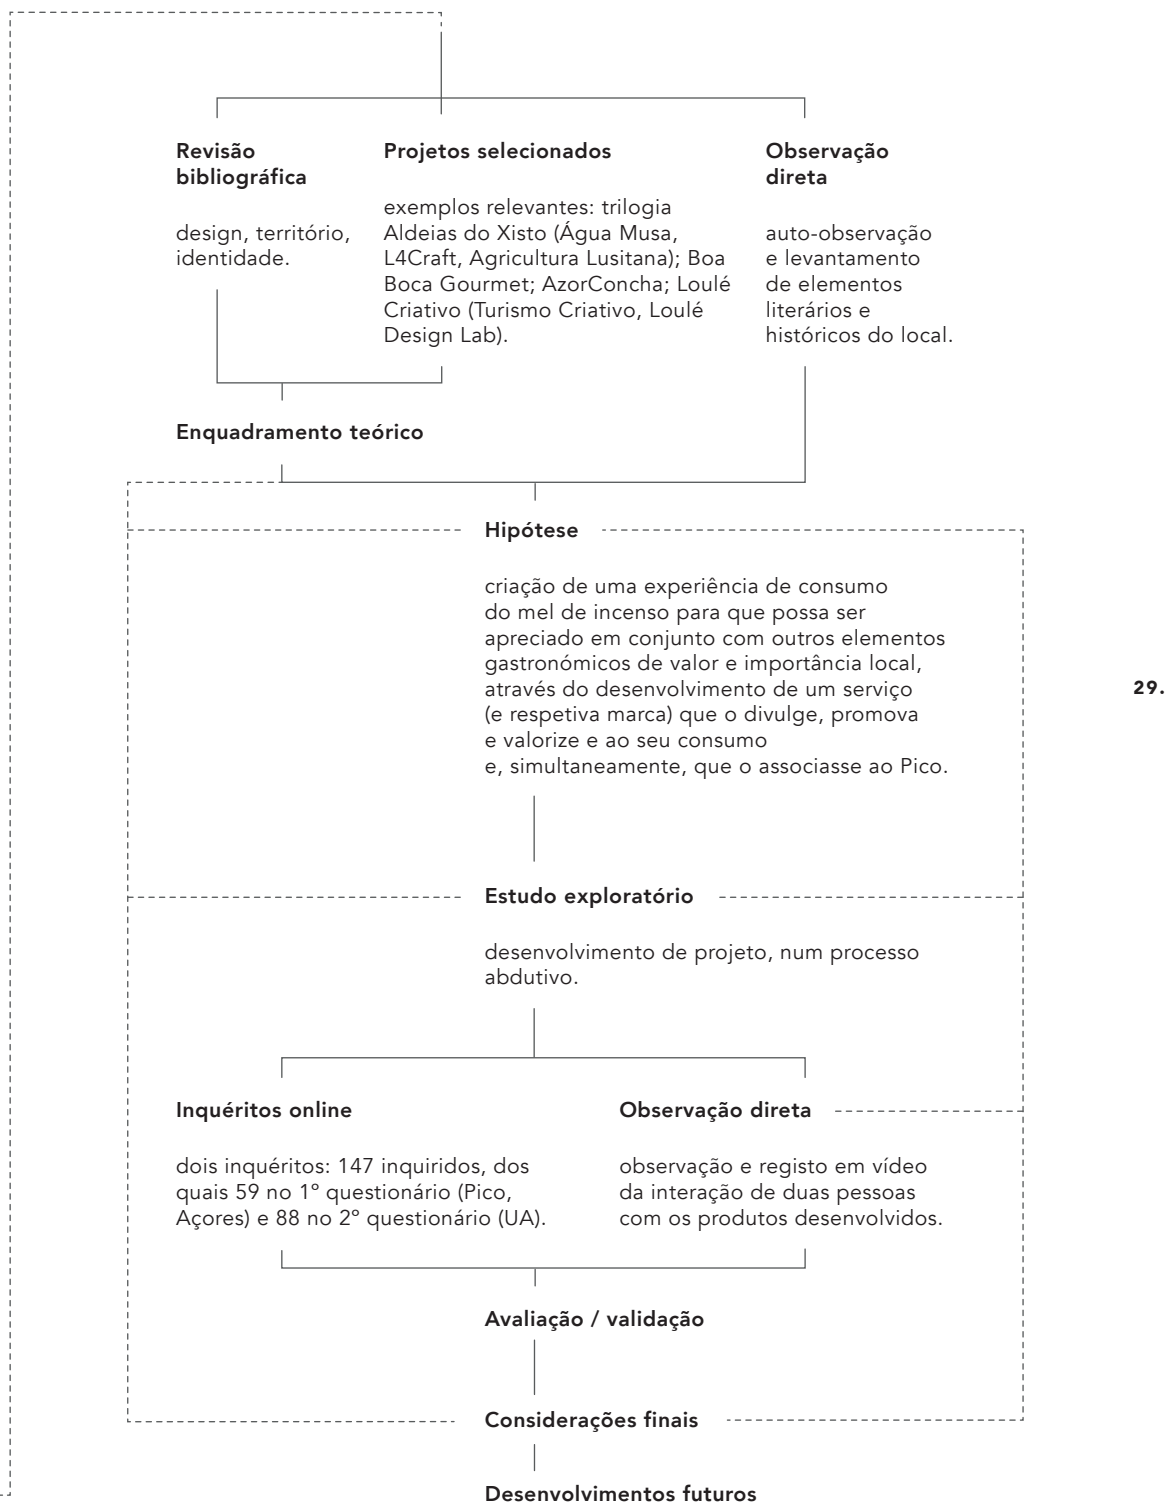 Revisão
bibliográfica
design, território,
identidade.
Projetos selecionados
exemplos relevantes: trilogia
Aldeias do Xisto (Água Musa,
L4Craft, Agricultura Lusitana); Boa
Boca Gourmet; AzorConcha; Loulé
Criativo (Turismo Criativo, Loulé
Design Lab).
Observação
direta
auto-observação
e levantamento
de elementos
literários e
históricos do local.
Enquadramento teórico
Hipótese
criação de uma experiência de consumo
do mel de incenso para que possa ser
apreciado em conjunto com outros elementos
gastronómicos de valor e importância local,
através do desenvolvimento de um serviço
(e respetiva marca) que o divulge, promova
e valorize e ao seu consumo
e, simultaneamente, que o associasse ao Pico.
29.
Estudo exploratório
desenvolvimento de projeto, num processo
abdutivo.
Inquéritos online
dois inquéritos: 147 inquiridos, dos
quais 59 no 1º questionário (Pico,
Açores) e 88 no 2º questionário (UA).
Observação direta
observação e registo em vídeo
da interação de duas pessoas
com os produtos desenvolvidos.
Avaliação / validação
Considerações finais
Desenvolvimentos futuros